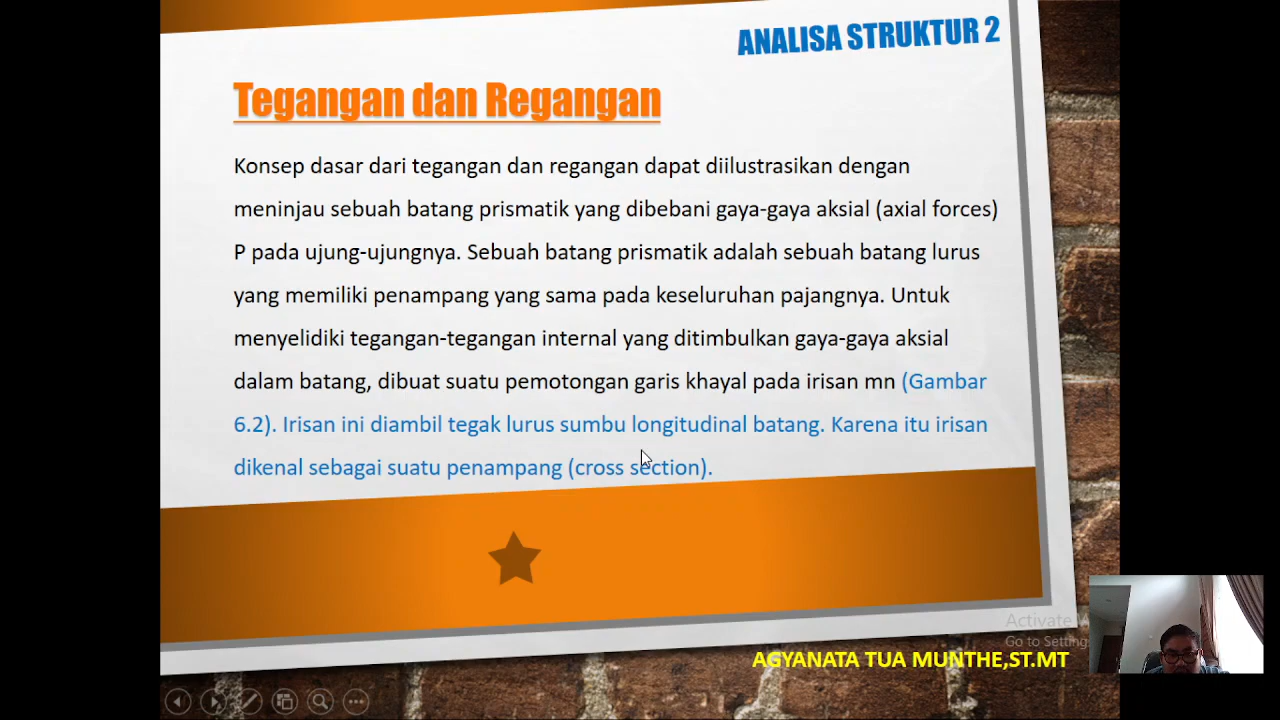 ANALISA STRUKTUR 2
Tegangan dan Regangan
Konsep dasar dari tegangan dan regangan dapat diilustrasikan dengan
meninjau sebuah batang prismatik yang dibebani gaya-gaya aksial (axial forces)
P pada ujung-ujungnya. Sebuah batang prismatik adalah sebuah batang lurus
yang memiliki penampang yang sama pada keseluruhan pajangnya. Untuk
menyelidiki tegangan-tegangan internal yang ditimbulkan gaya-gaya aksial
dalam batang, dibuat suatu pemotongan garis khayal pada irisan mn (Gambar
6.2). Irisan ini diambil tegak lurus sumbu longitudinal batang. Karena itu irisan
dikenal sebagai suatu penampang (cross section).
Activate
Go to Setting
AGYANATA TUA MUNTHE,ST.MT